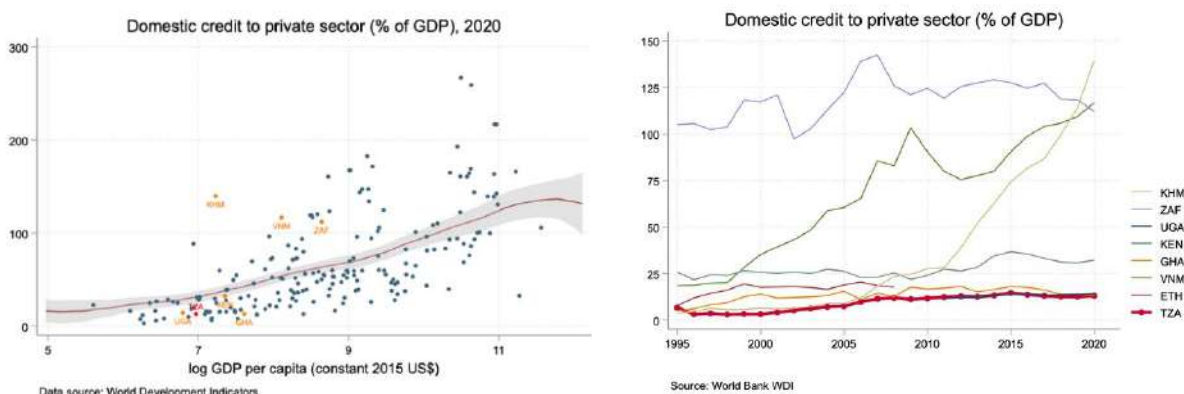 Domestic credit to private sector (% of GDP), 2020
300
200
100
0
KHM
VNM
ZAF
UGA
GHA
5
7
9
11
log GDP per capita (constant 2015 US$)
Data source: World Development Indicators
Domestic credit to private sector (% of GDP)
150
125
100
75
50
25
0
1995
2000
2005
2010
2015
2020
KHM
ZAF
UGA
KEN
GHA
VNM
ETH
TZA
Source: World Bank WDI